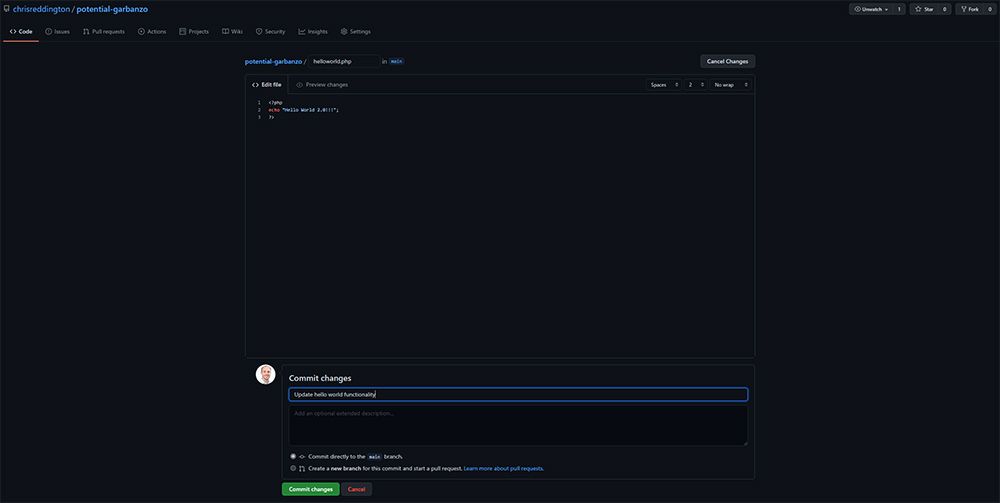 chrisreddington / potential-garbanzo
Unwatch 1 Star 0 Fork 0
Code Issues Pull requests Actions Projects Wiki Security Insights Settings
potential-garbanzo / helloworld.php in main
Cancel Changes
Edit file Preview changes
Spaces 2 No wrap
1 <?php
2 echo "Hello World 2.0!!!";
3 ?>
Commit changes
Update hello world functionality
Add an optional extended description...
Commit directly to the main branch.
Create a new branch for this commit and start a pull request. Learn more about pull requests.
Commit changes Cancel